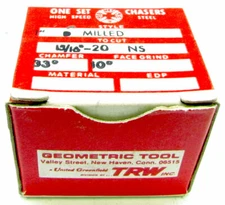 ONE SET CHASERS
HIGH SPEED STEEL
STYLE
MILLED
TO CUT
15/16"-20 NS
CHAMFER FACE GRIND
33° 10°
MATERIAL EDP
GEOMETRIC TOOL
Valley Street, New Haven, Conn. 06515
a United Greenfield
TRW INC